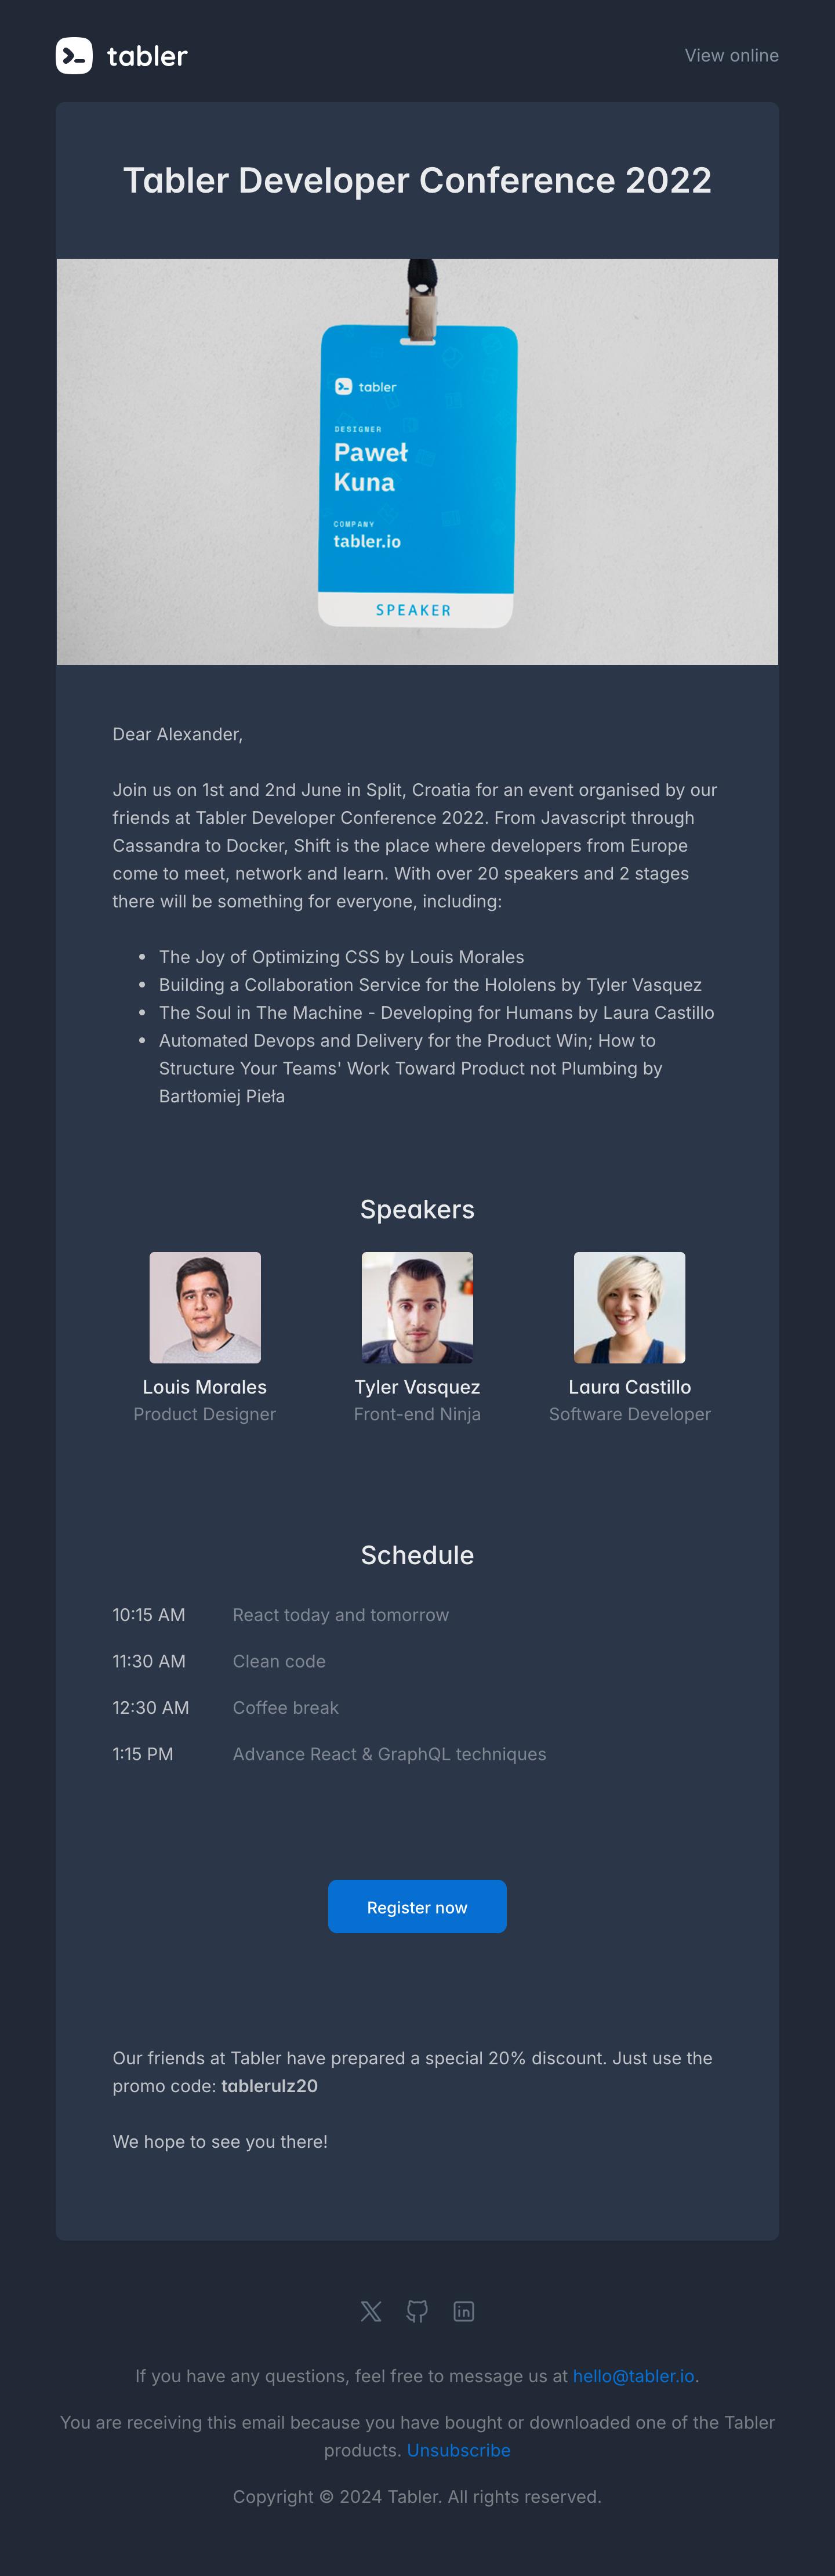 tabler
View online
Tabler Developer Conference 2022
tabler
DESIGNER
Paweł
Kuna
COMPANY
tabler.io
SPEAKER
Dear Alexander,
Join us on 1st and 2nd June in Split, Croatia for an event organised by our
friends at Tabler Developer Conference 2022. From Javascript through
Cassandra to Docker, Shift is the place where developers from Europe
come to meet, network and learn. With over 20 speakers and 2 stages
there will be something for everyone, including:
• The Joy of Optimizing CSS by Louis Morales
• Building a Collaboration Service for the Hololens by Tyler Vasquez
• The Soul in The Machine - Developing for Humans by Laura Castillo
• Automated Devops and Delivery for the Product Win; How to
Structure Your Teams' Work Toward Product not Plumbing by
Bartłomiej Pieła
Speakers
Louis Morales
Product Designer
Tyler Vasquez
Front-end Ninja
Laura Castillo
Software Developer
Schedule
10:15 AM React today and tomorrow
11:30 AM Clean code
12:30 AM Coffee break
1:15 PM Advance React & GraphQL techniques
Register now
Our friends at Tabler have prepared a special 20% discount. Just use the
promo code: tablerulz20
We hope to see you there!
If you have any questions, feel free to message us at hello@tabler.io.
You are receiving this email because you have bought or downloaded one of the Tabler
products. Unsubscribe
Copyright © 2024 Tabler. All rights reserved.